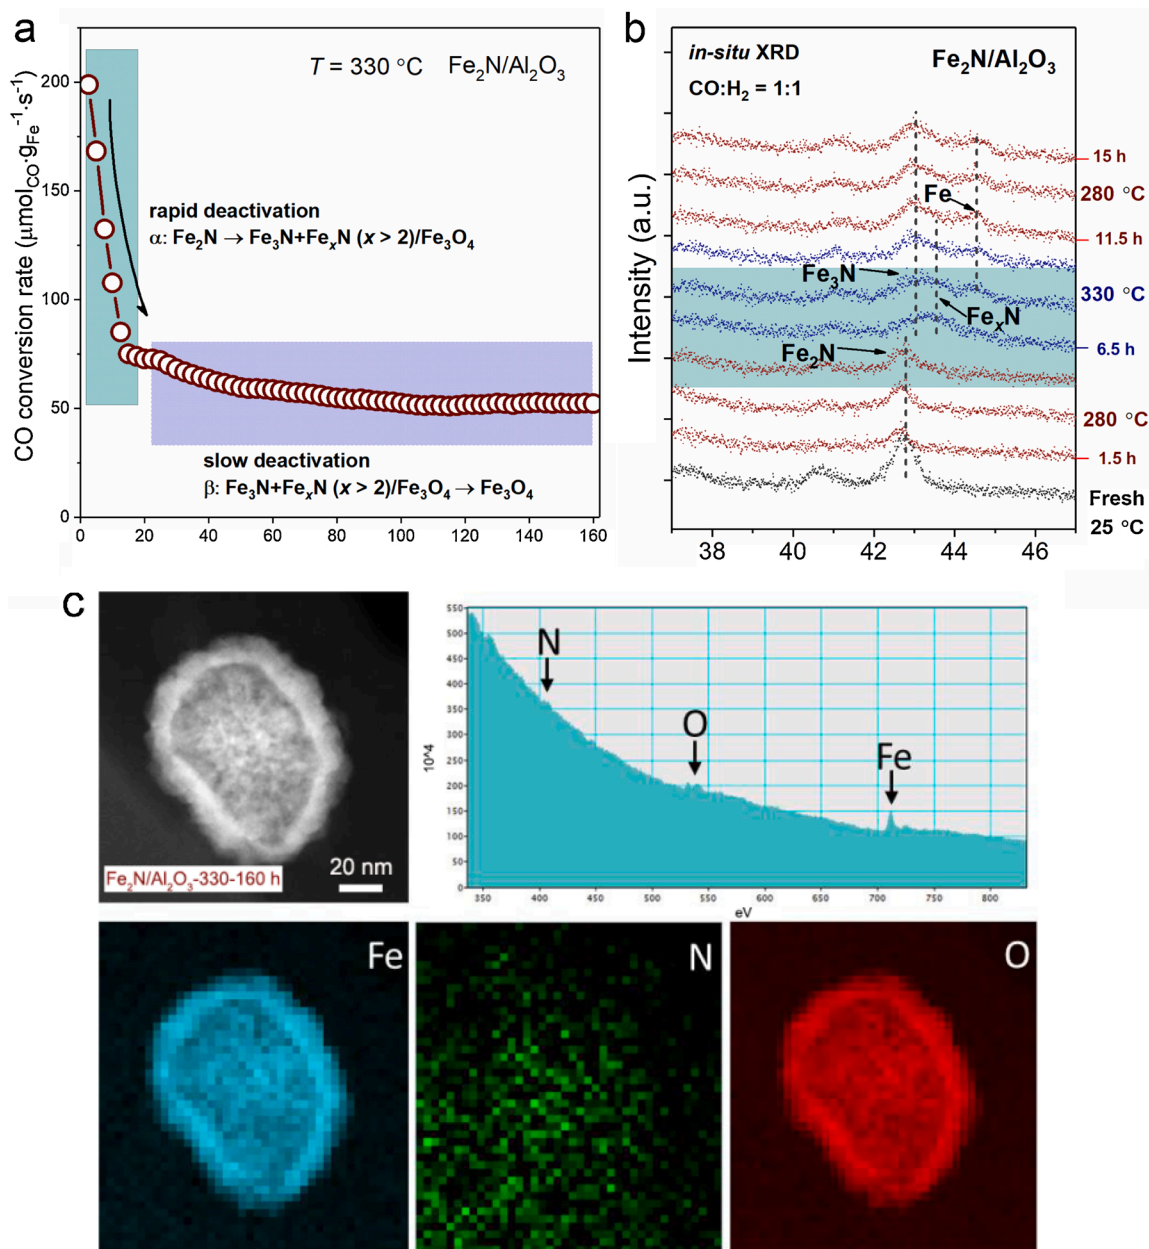 a
T = 330 °C Fe₂N/Al₂O₃
CO conversion rate (μmol_CO·g_Fe⁻¹·s⁻¹)
200
150
100
50
0
rapid deactivation
α: Fe₂N → Fe₃N+FeₓN (x > 2)/Fe₃O₄
slow deactivation
β: Fe₃N+FeₓN (x > 2)/Fe₃O₄ → Fe₃O₄
0 20 40 60 80 100 120 140 160
b
in-situ XRD
CO:H₂ = 1:1
Fe₂N/Al₂O₃
Intensity (a.u.)
15 h
280 °C
11.5 h
330 °C
6.5 h
280 °C
1.5 h
Fresh
25 °C
Fe
Fe₃N
FeₓN
Fe₂N
38 40 42 44 46
c
Fe₂N/Al₂O₃-330-160 h
20 nm
10^4
550
500
450
400
350
300
250
200
150
100
50
0
N
O
Fe
350 400 450 500 550 600 650 700 750 800
eV
Fe
N
O